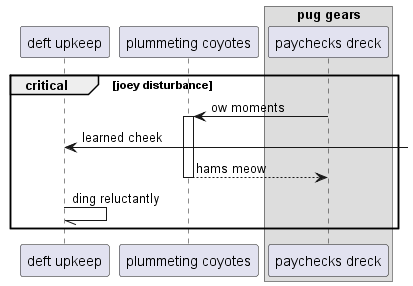 pug gears
deft upkeep
plummeting coyotes
paychecks dreck
critical
[joey disturbance]
ow moments
learned cheek
hams meow
ding reluctantly
deft upkeep
plummeting coyotes
paychecks dreck